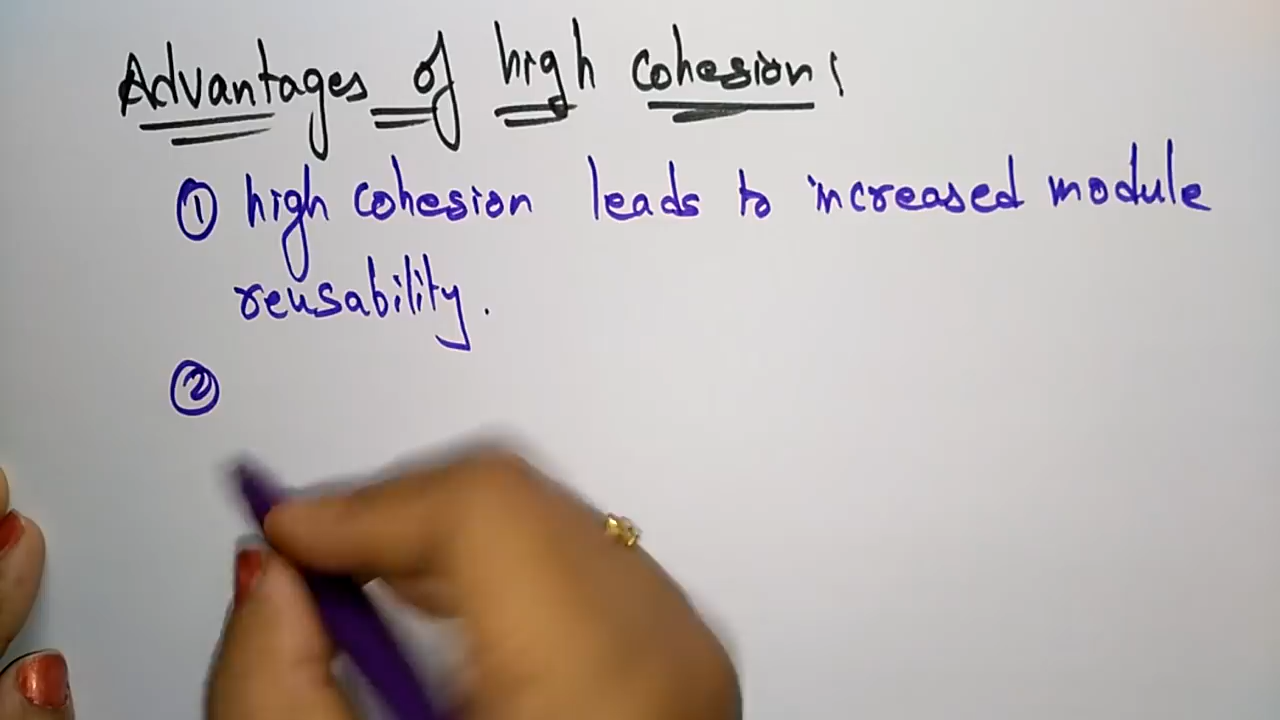 Advantages of high cohesion:
① high cohesion leads to increased module
reusability.
②